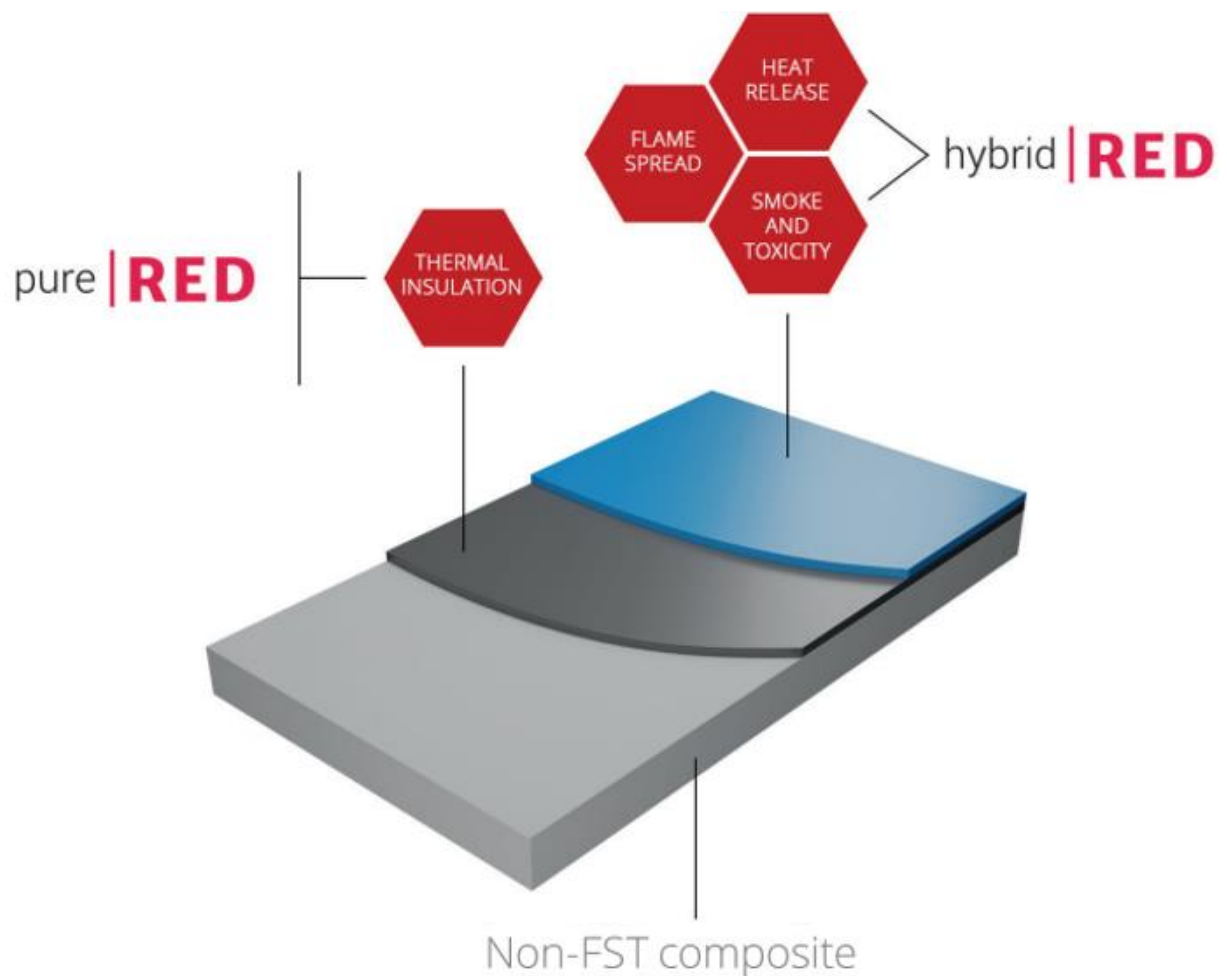 HEAT
RELEASE
FLAME
SPREAD
SMOKE
AND
TOXICITY
hybrid | RED
THERMAL
INSULATION
pure | RED
Non-FST composite